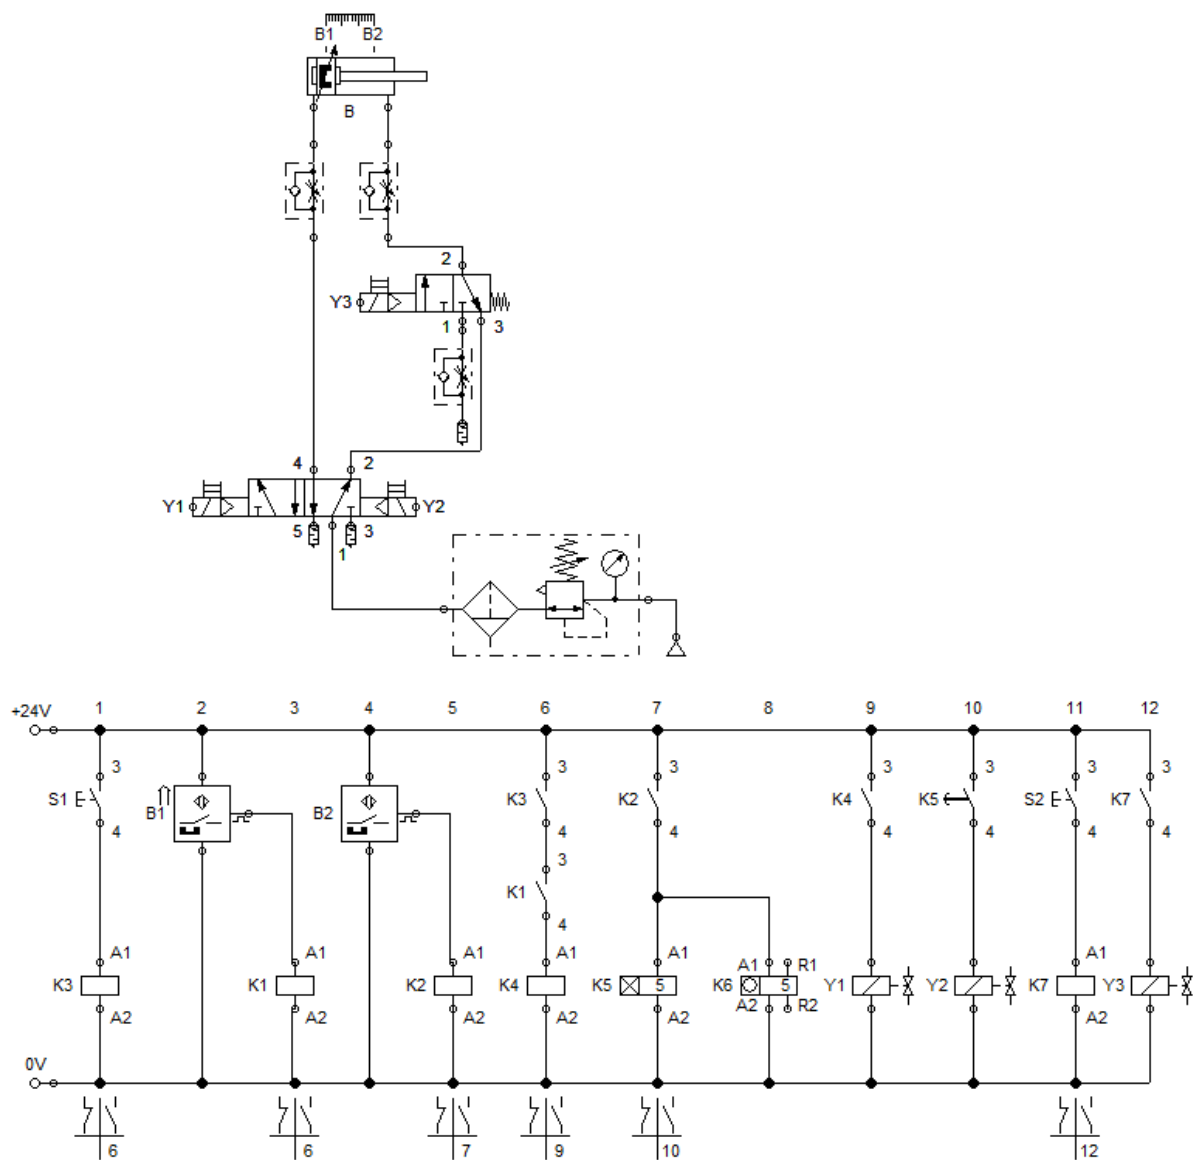 B1 B2
B
2
Y3
1 3
4 2
Y1 Y2
5 3
1
1 2 3 4 5 6 7 8 9 10 11 12
+24V
3 3 3 3 3 3 3
S1 B1 B2 K3 K2 K4 K5 S2 K7
4 4 4 4 4 4 4
3
K1
4
A1 A1 A1 A1 A1 A1 R1 A1
K3 K1 K2 K4 K5 5 K6 5 Y1 Y2 K7 Y3
A2 A2 A2 A2 A2 A2 R2 A2
0V
6 6 7 9 10 12